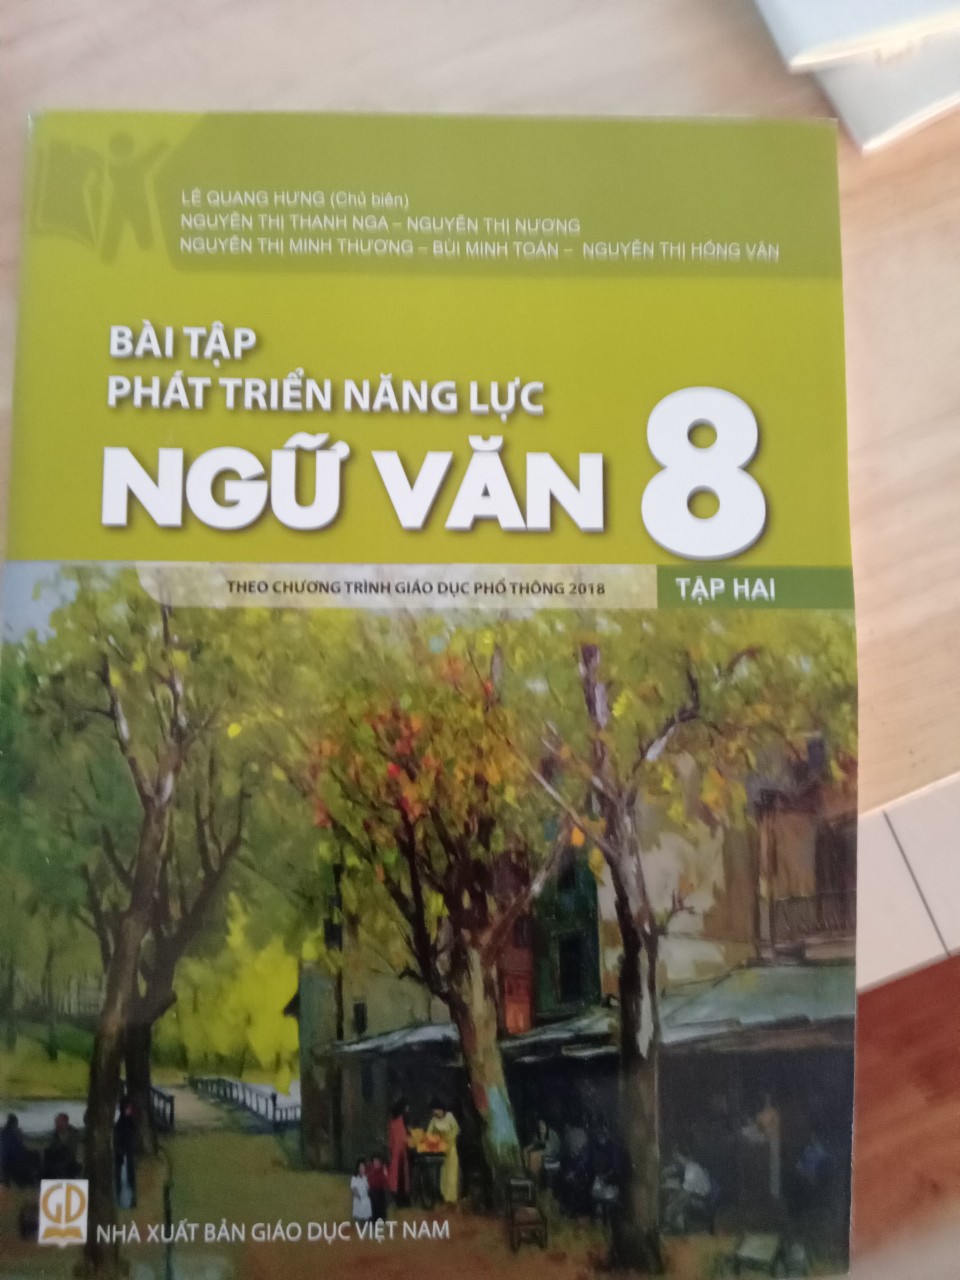 LÊ QUANG HƯNG (Chủ biên)
NGUYỄN THỊ THANH NGA – NGUYỄN THỊ NƯƠNG
NGUYỄN THỊ MINH THƯƠNG – BÙI MINH TOÁN – NGUYỄN THỊ HỒNG VÂN
BÀI TẬP
PHÁT TRIỂN NĂNG LỰC
NGỮ VĂN 8
THEO CHƯƠNG TRÌNH GIÁO DỤC PHỔ THÔNG 2018
TẬP HAI
GD
NHÀ XUẤT BẢN GIÁO DỤC VIỆT NAM